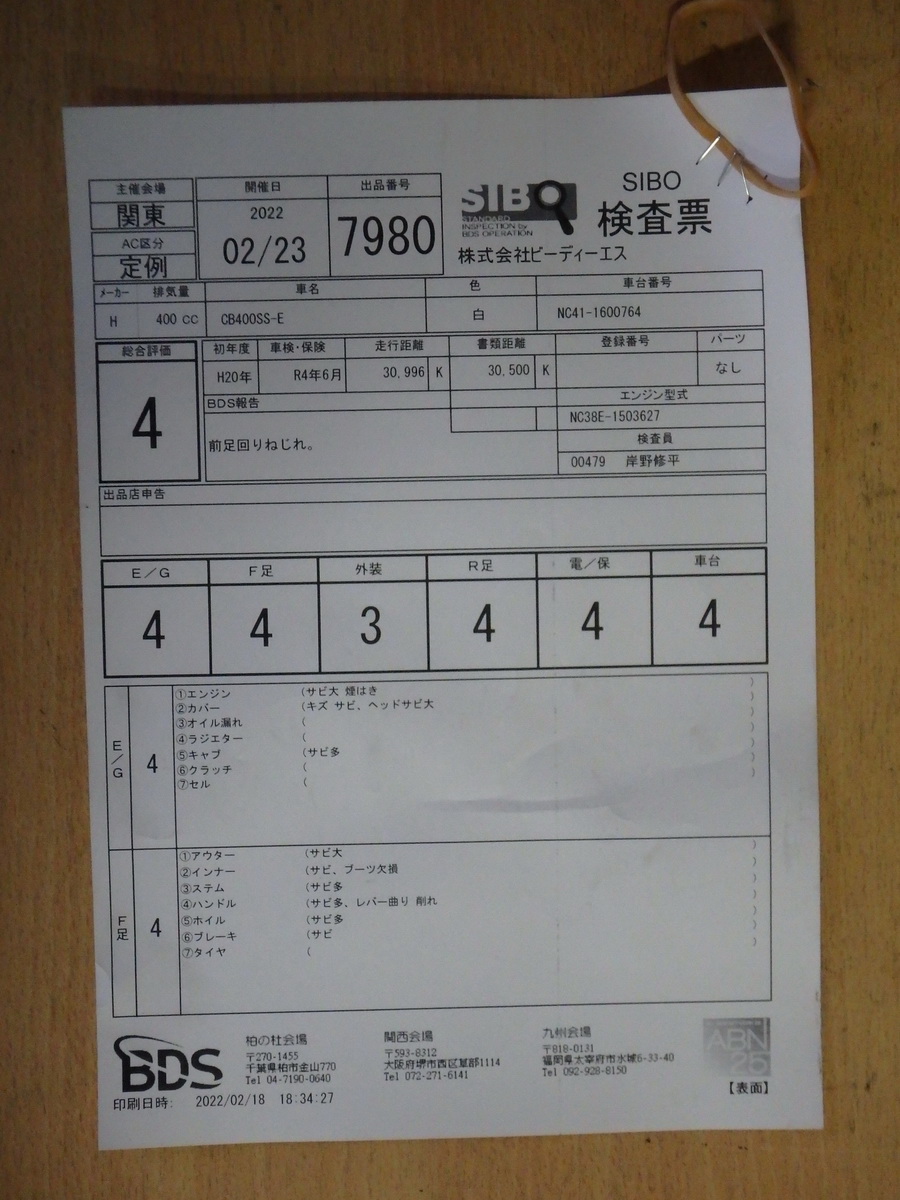 主催会場
関東
AC区分
定例
開催日
2022
02/23
出品番号
7980
SIBO
STANDARD
INSPECTION by
BDS OPERATION
SIBO
検査票
株式会社ビーディーエス
メーカー 排気量 車名 色 車台番号
H 400 CC CB400SS-E 白 NC41-1600764
総合評価
4
初年度 車検・保険 走行距離 書類距離 登録番号 パーツ
H20年 R4年6月 30,996 K 30,500 K なし
BDS報告
前足回りねじれ。
エンジン型式
NC38E-1503627
検査員
00479 岸野修平
出品店申告
E/G F足 外装 R足 電/保 車台
4 4 3 4 4 4
E/G
4
①エンジン (サビ大 煙はき )
②カバー (キズ サビ、ヘッドサビ大 )
③オイル漏れ ( )
④ラジエター ( )
⑤キャブ (サビ多 )
⑥クラッチ ( )
⑦セル ( )
F足
4
①アウター (サビ大 )
②インナー (サビ、ブーツ欠損 )
③ステム (サビ多 )
④ハンドル (サビ多、レバー曲り 削れ )
⑤ホイル (サビ多 )
⑥ブレーキ (サビ )
⑦タイヤ ( )
BDS
柏の杜会場
〒270-1455
千葉県柏市金山770
Tel 04-7190-0640
関西会場
〒593-8312
大阪府堺市西区草部1114
Tel 072-271-6141
九州会場
〒818-0131
福岡県太宰府市水城6-33-40
Tel 092-928-8150
ABN
25
【表面】
印刷日時: 2022/02/18 18:34:27